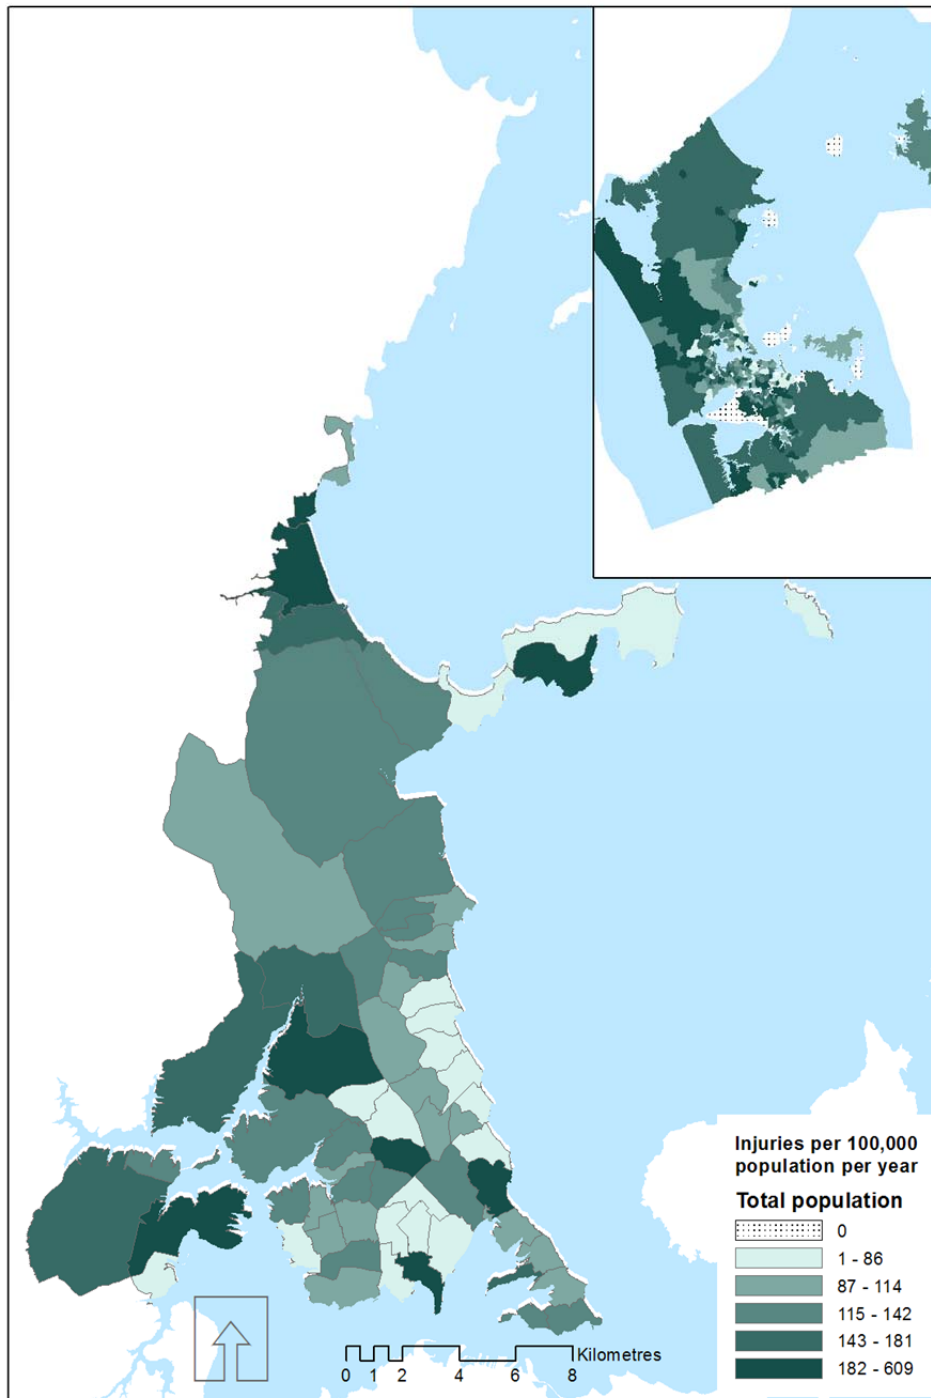 Injuries per 100,000
population per year
Total population
0
1 - 86
87 - 114
115 - 142
143 - 181
182 - 609
Kilometres
0 1 2 4 6 8